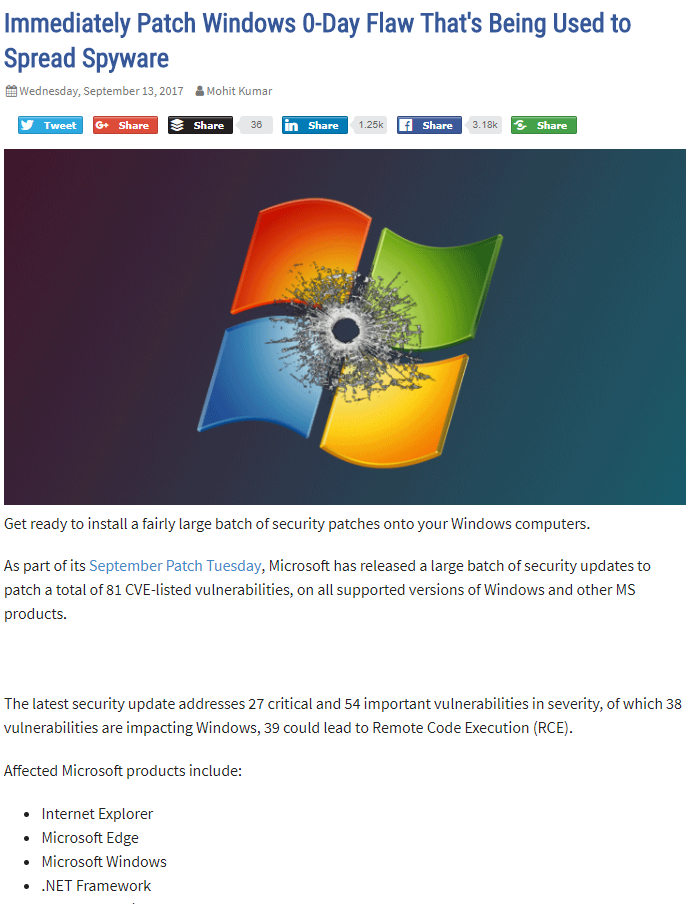 Immediately Patch Windows 0-Day Flaw That's Being Used to
Spread Spyware
Wednesday, September 13, 2017 Mohit Kumar
Tweet G+ Share Share 36 in Share 1.25k f Share 3.18k Share
Get ready to install a fairly large batch of security patches onto your Windows computers.
As part of its September Patch Tuesday, Microsoft has released a large batch of security updates to
patch a total of 81 CVE-listed vulnerabilities, on all supported versions of Windows and other MS
products.
The latest security update addresses 27 critical and 54 important vulnerabilities in severity, of which 38
vulnerabilities are impacting Windows, 39 could lead to Remote Code Execution (RCE).
Affected Microsoft products include:
• Internet Explorer
• Microsoft Edge
• Microsoft Windows
• .NET Framework